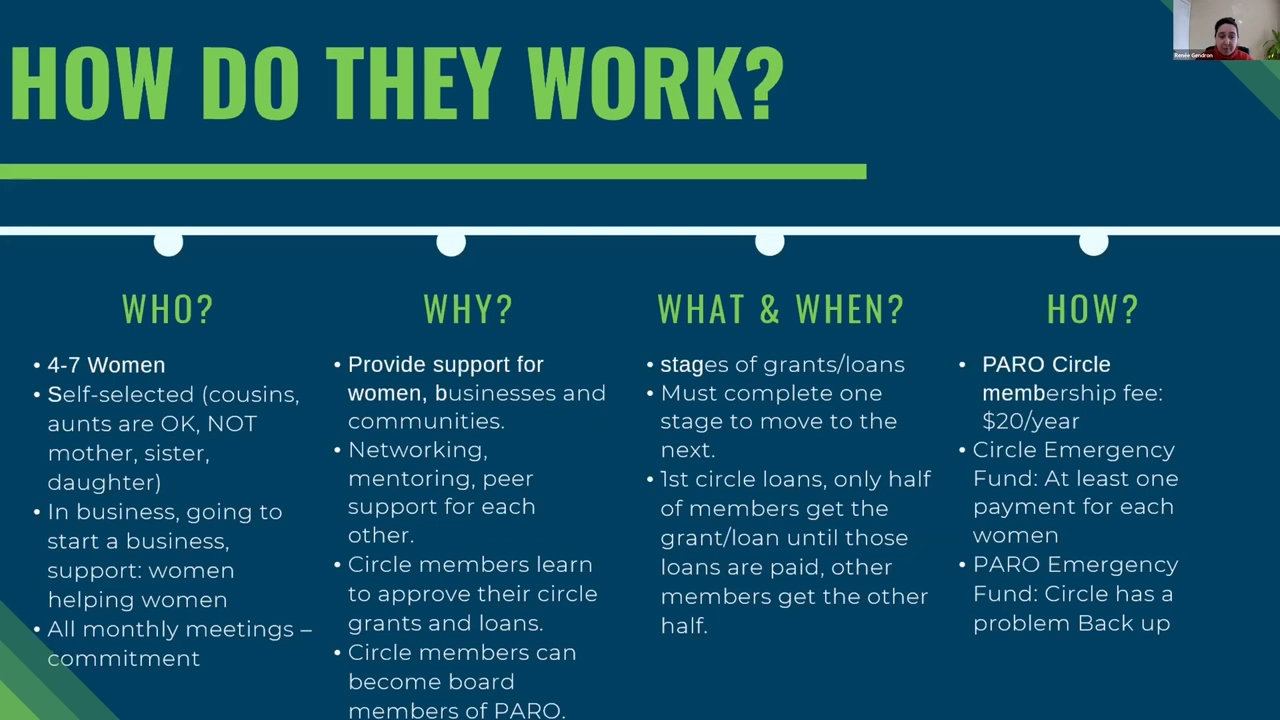 HOW DO THEY WORK?
Renée Gendron
WHO?
• 4-7 Women
• Self-selected (cousins,
aunts are OK, NOT
mother, sister,
daughter)
• In business, going to
start a business,
support: women
helping women
• All monthly meetings –
commitment
WHY?
• Provide support for
women, businesses and
communities.
• Networking,
mentoring, peer
support for each
other.
• Circle members learn
to approve their circle
grants and loans.
• Circle members can
become board
members of PARO.
WHAT & WHEN?
• stages of grants/loans
• Must complete one
stage to move to the
next.
• 1st circle loans, only half
of members get the
grant/loan until those
loans are paid, other
members get the other
half.
HOW?
• PARO Circle
membership fee:
$20/year
• Circle Emergency
Fund: At least one
payment for each
women
• PARO Emergency
Fund: Circle has a
problem Back up